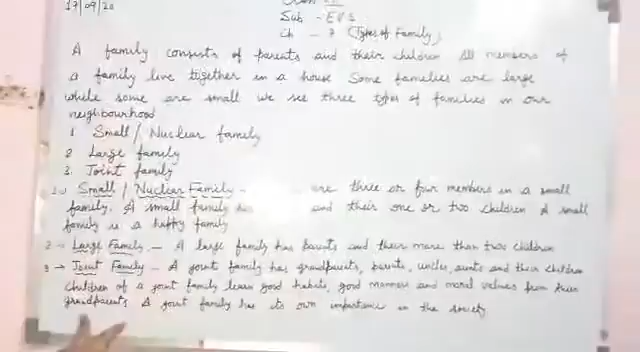 17/09/20
Sub - EVS
Ch - 7 (Types of Family)
A family consists of parents and their children All members of
a family live together in a house Some families are large
while some are small we see three types of families in our
neighbourhood
1 Small / Nuclear family
2 Large family
3. Joint family
1 → Small / Nuclear Family - are three or four members in a small
family. A small family has and their one or two children A small
family is a happy family
2 → Large Family. - A large family has parents and their more than two children
3 → Joint Family - A joint family has grandparents, parents, uncles, aunts and their children
children of a joint family learn good habits, good manners and moral values from their
grandparents A joint family has its own importance in the society